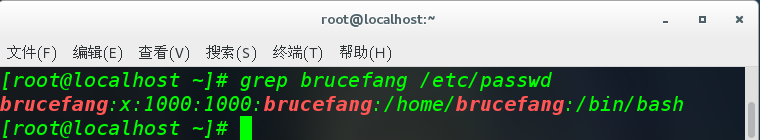 root@localhost:~
文件(F) 编辑(E) 查看(V) 搜索(S) 终端(T) 帮助(H)
[root@localhost ~]# grep brucefang /etc/passwd
brucefang:x:1000:1000:brucefang:/home/brucefang:/bin/bash
[root@localhost ~]#